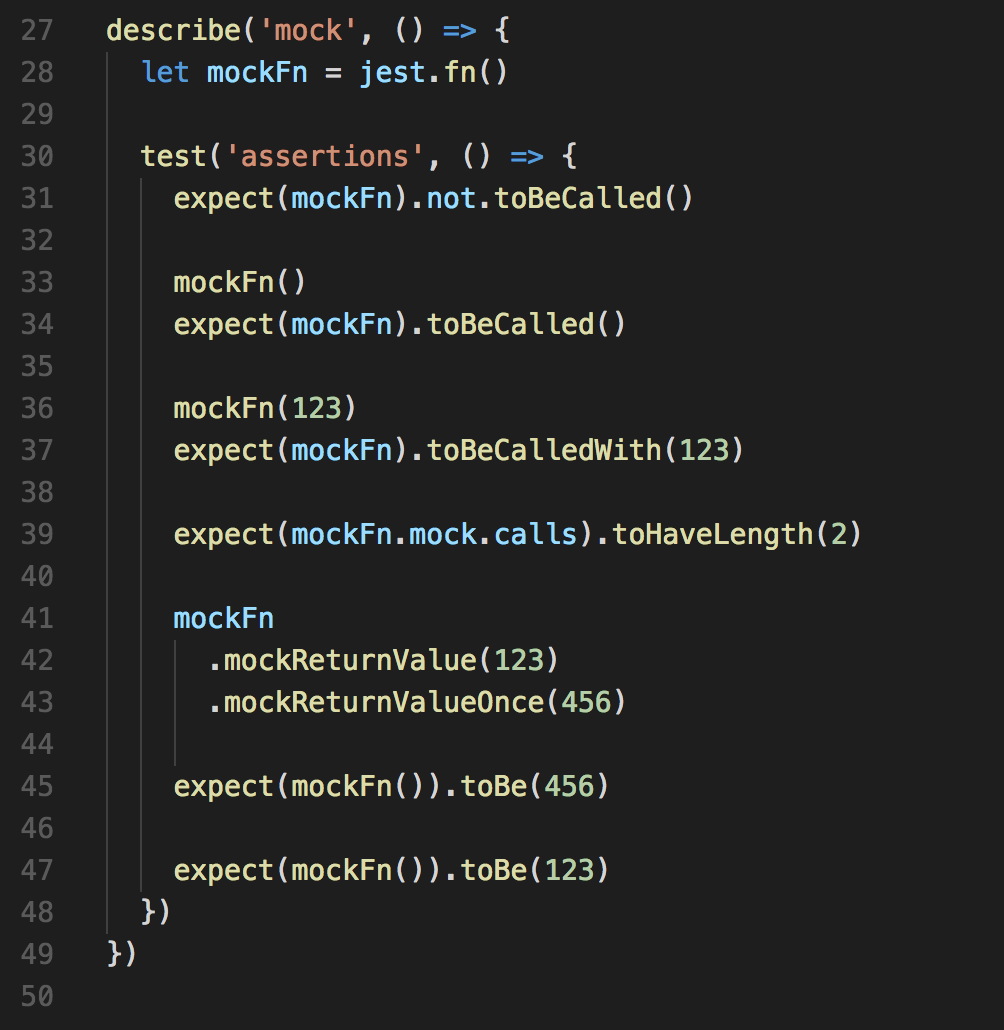 27 describe('mock', () => {
28   let mockFn = jest.fn()
29
30   test('assertions', () => {
31     expect(mockFn).not.toBeCalled()
32
33     mockFn()
34     expect(mockFn).toBeCalled()
35
36     mockFn(123)
37     expect(mockFn).toBeCalledWith(123)
38
39     expect(mockFn.mock.calls).toHaveLength(2)
40
41     mockFn
42       .mockReturnValue(123)
43       .mockReturnValueOnce(456)
44
45     expect(mockFn()).toBe(456)
46
47     expect(mockFn()).toBe(123)
48   })
49 })
50